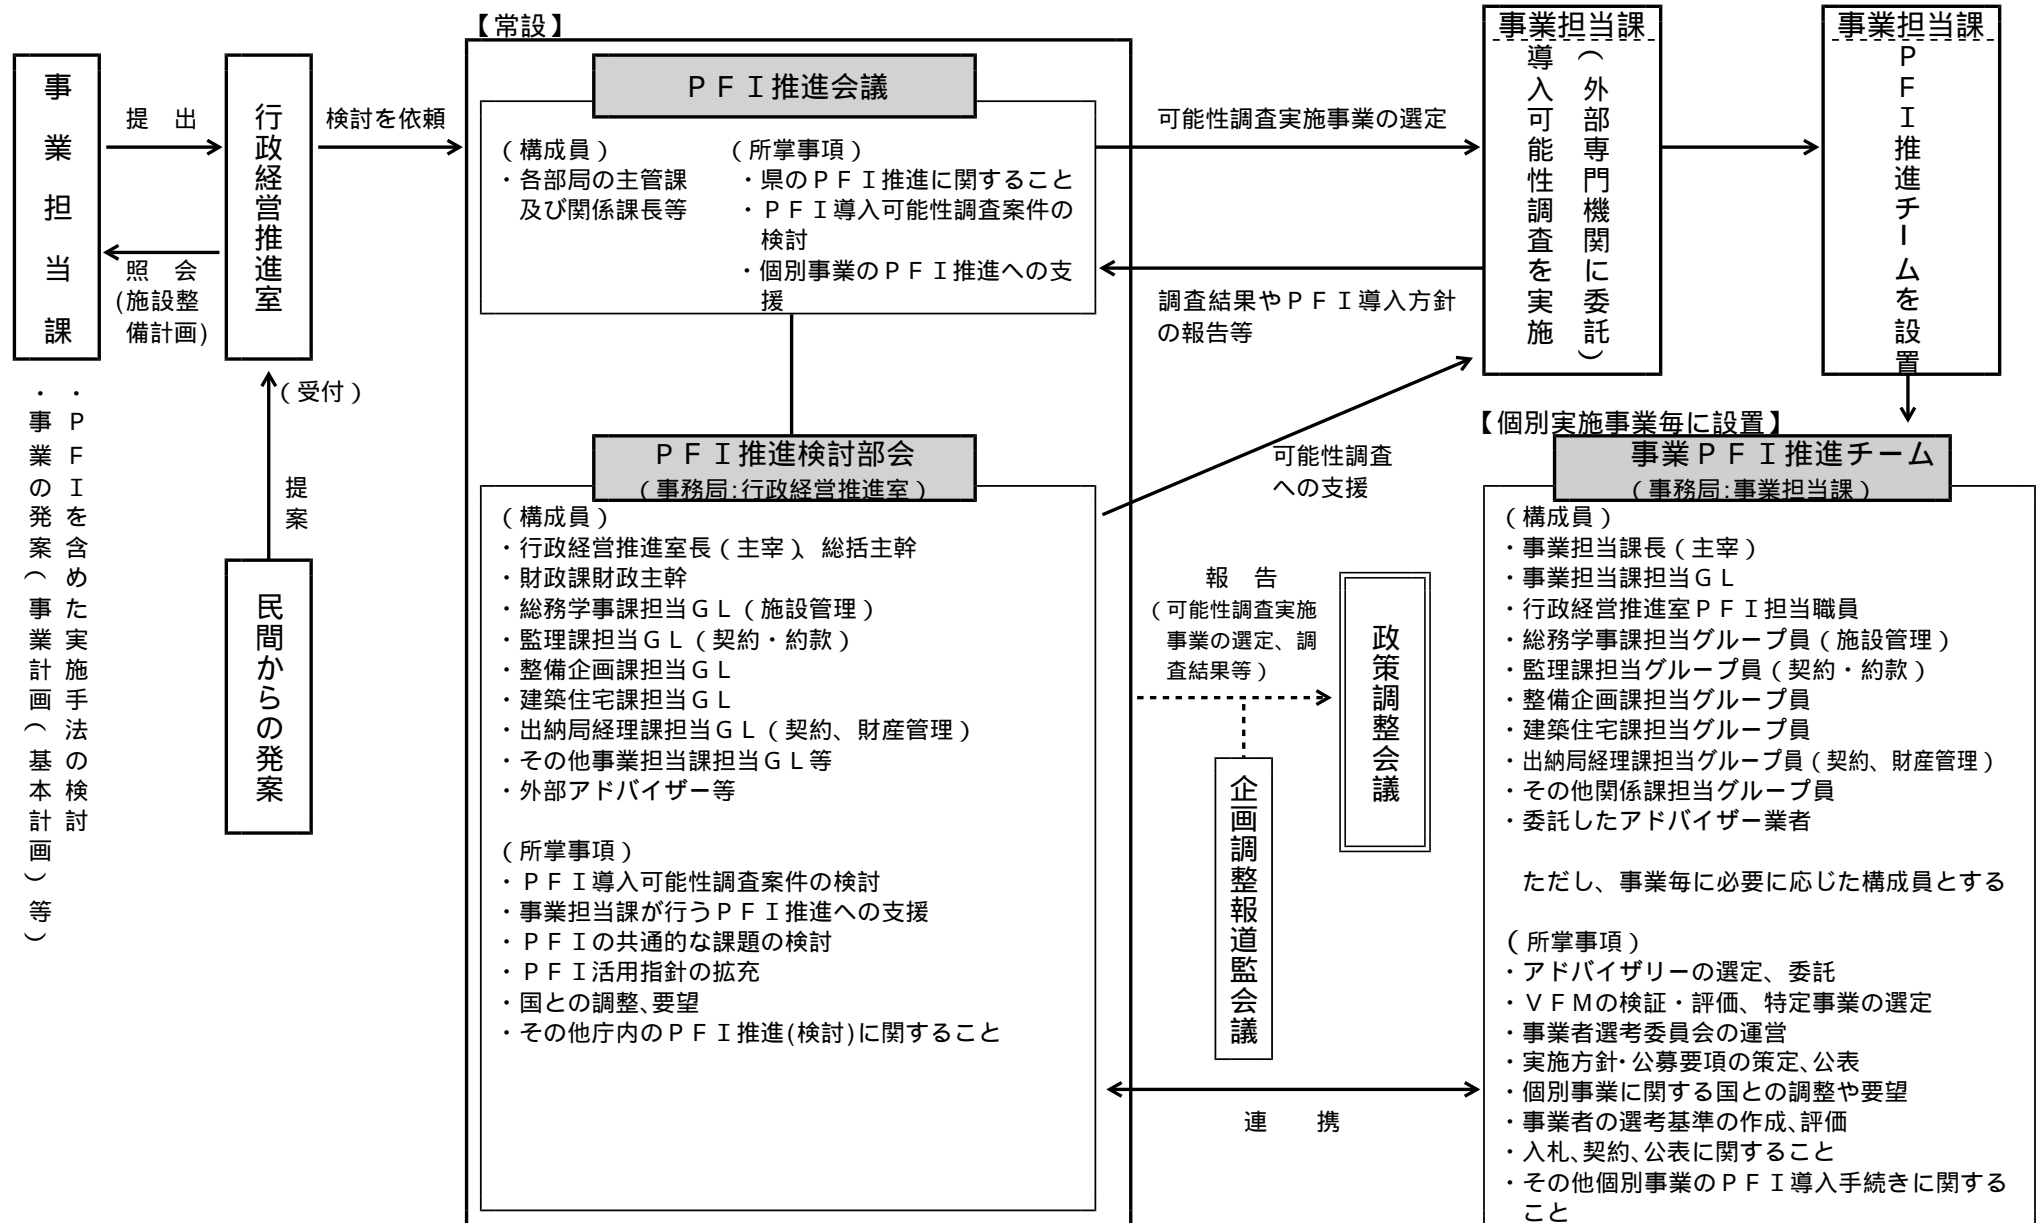 事業担当課
提　出
照　会
(施設整
備計画)
・PFIを含めた実施手法の検討
・事業の発案（事業計画（基本計画）等）
行政経営推進室
（受付）
提案
民間からの発案
検討を依頼
【常設】
ＰＦＩ推進会議
（構成員）
・各部局の主管課
及び関係課長等
（所掌事項）
・県のＰＦＩ推進に関すること
・ＰＦＩ導入可能性調査案件の
検討
・個別事業のＰＦＩ推進への支
援
ＰＦＩ推進検討部会
（事務局:行政経営推進室）
（構成員）
・行政経営推進室長（主宰）、総括主幹
・財政課財政主幹
・総務学事課担当ＧＬ（施設管理）
・監理課担当ＧＬ（契約・約款）
・整備企画課担当ＧＬ
・建築住宅課担当ＧＬ
・出納局経理課担当ＧＬ（契約、財産管理）
・その他事業担当課担当ＧＬ等
・外部アドバイザー等
（所掌事項）
・ＰＦＩ導入可能性調査案件の検討
・事業担当課が行うＰＦＩ推進への支援
・ＰＦＩの共通的な課題の検討
・ＰＦＩ活用指針の拡充
・国との調整、要望
・その他庁内のＰＦＩ推進(検討)に関すること
可能性調査実施事業の選定
調査結果やＰＦＩ導入方針
の報告等
可能性調査
への支援
報　告
（可能性調査実施
事業の選定、調
査結果等）
政策調整会議
企画調整報道監会議
連　携
事業担当課
導入可能性調査を実施
（外部専門機関に委託）
事業担当課
ＰＦＩ推進チームを設置
【個別実施事業毎に設置】
事業ＰＦＩ推進チーム
（事務局:事業担当課）
（構成員）
・事業担当課長（主宰）
・事業担当課担当ＧＬ
・行政経営推進室ＰＦＩ担当職員
・総務学事課担当グループ員（施設管理）
・監理課担当グループ員（契約・約款）
・整備企画課担当グループ員
・建築住宅課担当グループ員
・出納局経理課担当グループ員（契約、財産管理）
・その他関係課担当グループ員
・委託したアドバイザー業者
ただし、事業毎に必要に応じた構成員とする
（所掌事項）
・アドバイザリーの選定、委託
・ＶＦＭの検証・評価、特定事業の選定
・事業者選考委員会の運営
・実施方針・公募要項の策定、公表
・個別事業に関する国との調整や要望
・事業者の選考基準の作成、評価
・入札、契約、公表に関すること
・その他個別事業のＰＦＩ導入手続きに関する
こと